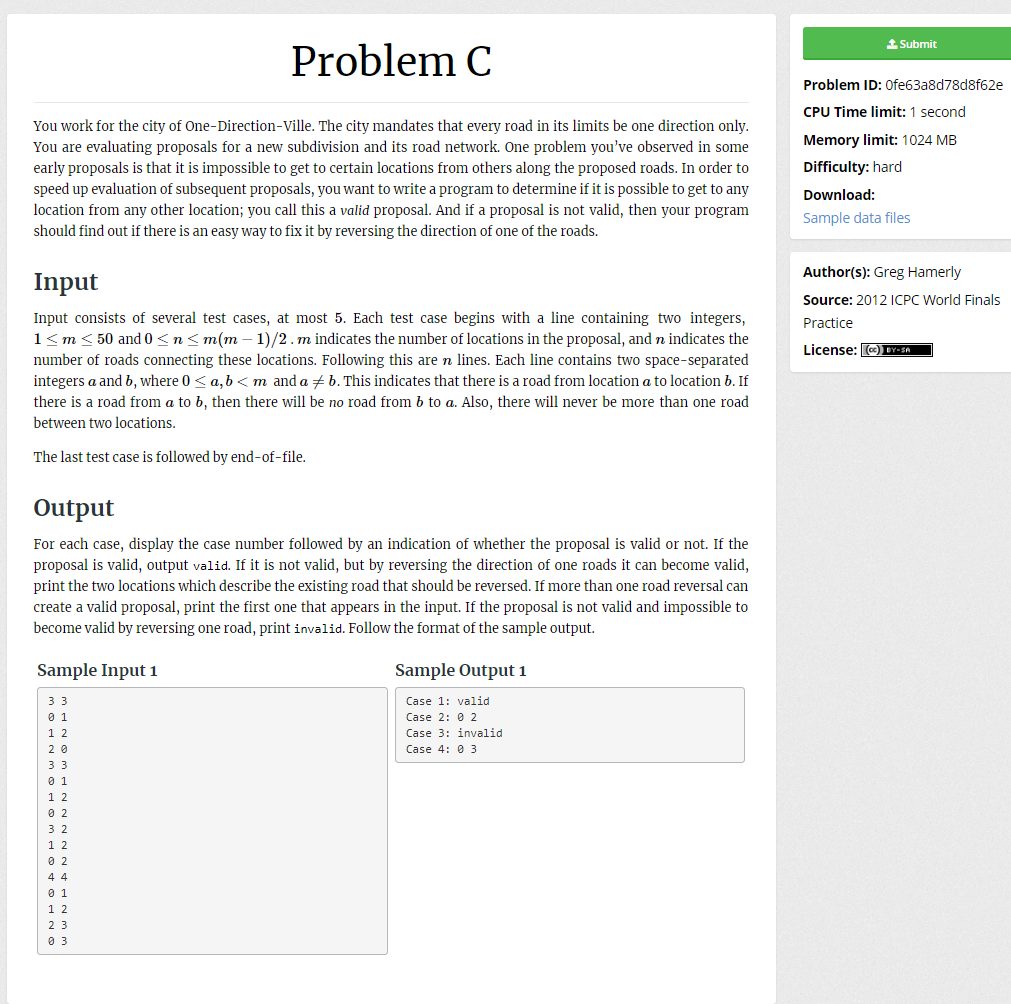 Problem C
You work for the city of One-Direction-Ville. The city mandates that every road in its limits be one direction only.
You are evaluating proposals for a new subdivision and its road network. One problem you've observed in some
early proposals is that it is impossible to get to certain locations from others along the proposed roads. In order to
speed up evaluation of subsequent proposals, you want to write a program to determine if it is possible to get to any
location from any other location; you call this a valid proposal. And if a proposal is not valid, then your program
should find out if there is an easy way to fix it by reversing the direction of one of the roads.
Input
Input consists of several test cases, at most 5. Each test case begins with a line containing two integers,
1 ≤ m ≤ 50 and 0 ≤ n ≤ m(m − 1)/2. m indicates the number of locations in the proposal, and n indicates the
number of roads connecting these locations. Following this are n lines. Each line contains two space-separated
integers a and b, where 0 ≤ a, b < m and a ≠ b. This indicates that there is a road from location a to location b. If
there is a road from a to b, then there will be no road from b to a. Also, there will never be more than one road
between two locations.
The last test case is followed by end-of-file.
Output
For each case, display the case number followed by an indication of whether the proposal is valid or not. If the
proposal is valid, output valid. If it is not valid, but by reversing the direction of one roads it can become valid,
print the two locations which describe the existing road that should be reversed. If more than one road reversal can
create a valid proposal, print the first one that appears in the input. If the proposal is not valid and impossible to
become valid by reversing one road, print invalid. Follow the format of the sample output.
Sample Input 1
3 3
0 1
1 2
2 0
3 3
0 1
1 2
0 2
3 2
1 2
0 2
4 4
0 1
1 2
2 3
0 3
Sample Output 1
Case 1: valid
Case 2: 0 2
Case 3: invalid
Case 4: 0 3
Submit
Problem ID: 0fe63a8d78d8f62e
CPU Time limit: 1 second
Memory limit: 1024 MB
Difficulty: hard
Download:
Sample data files
Author(s): Greg Hamerly
Source: 2012 ICPC World Finals
Practice
License: (cc) BY-SA